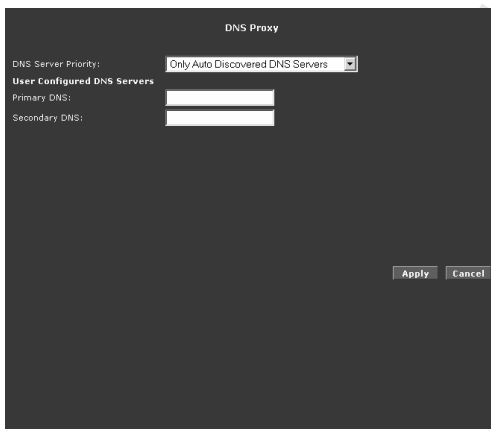 DNS Proxy
DNS Server Priority: Only Auto Discovered DNS Servers
User Configured DNS Servers
Primary DNS:
Secondary DNS:
Apply Cancel